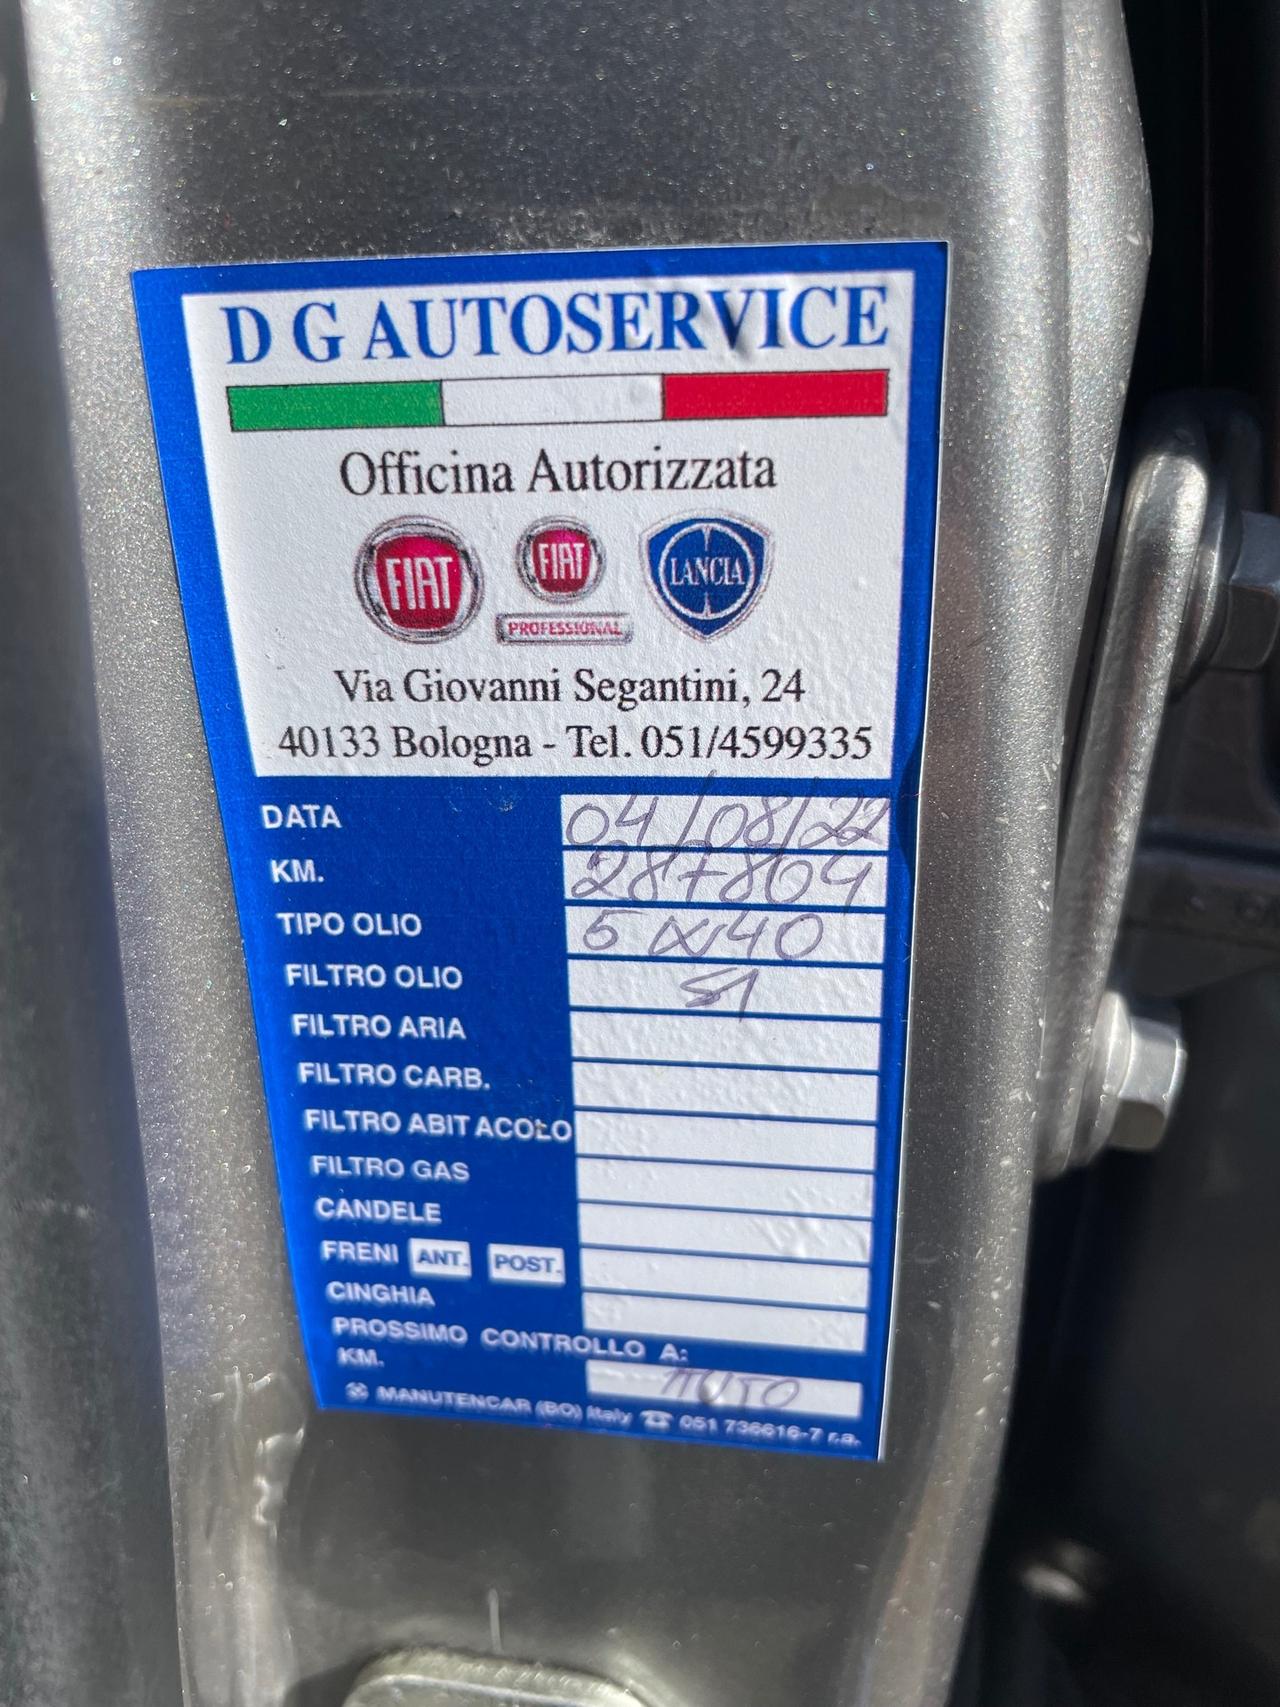 D G AUTOSERVICE
Officina Autorizzata
FIAT FIAT LANCIA
PROFESSIONAL
Via Giovanni Segantini, 24
40133 Bologna - Tel. 051/4599335
DATA 04/08/22
KM. 287864
TIPO OLIO 5W40
FILTRO OLIO SI
FILTRO ARIA
FILTRO CARB.
FILTRO ABITACOLO
FILTRO GAS
CANDELE
FRENI ANT. POST.
CINGHIA
PROSSIMO CONTROLLO A:
KM. AUTO
MANUTENCAR (BO) Italy ☎ 051 736616-7 r.a.